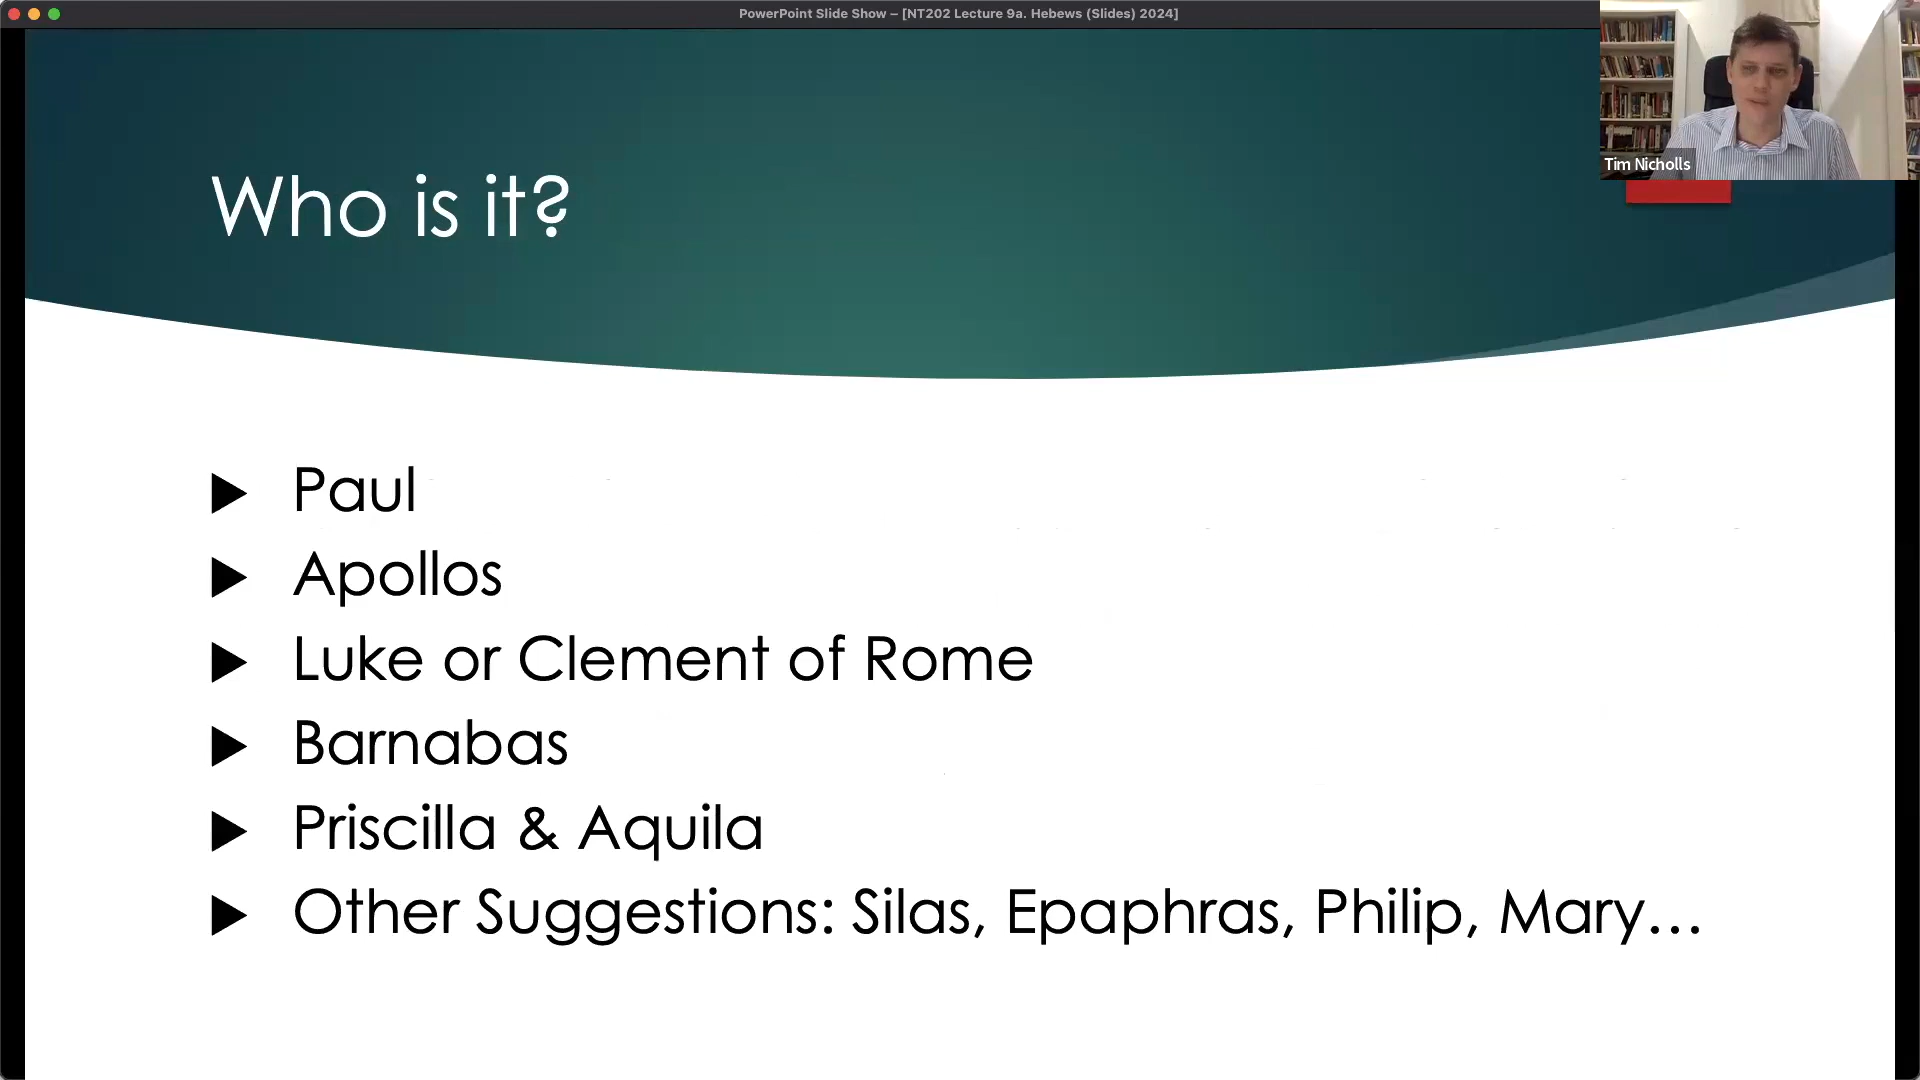 PowerPoint Slide Show – [NT202 Lecture 9a. Hebews (Slides) 2024]
Tim Nicholls
Who is it?
Paul
Apollos
Luke or Clement of Rome
Barnabas
Priscilla & Aquila
Other Suggestions: Silas, Epaphras, Philip, Mary…